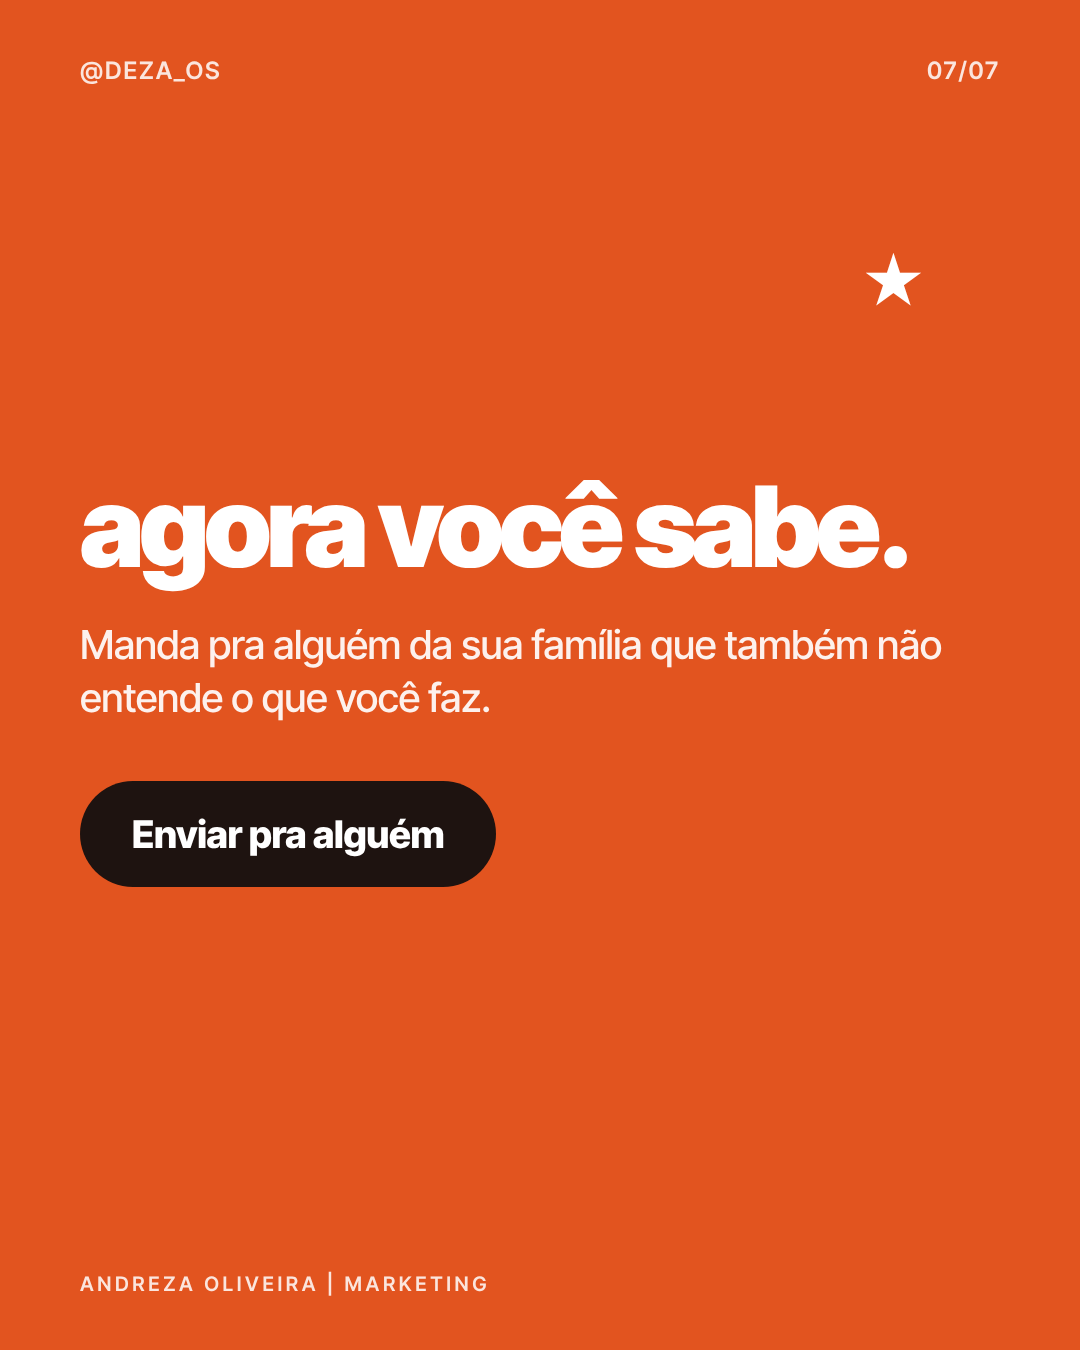 @DEZA_OS
07/07
agora você sabe.
Manda pra alguém da sua família que também não
entende o que você faz.
Enviar pra alguém
ANDREZA OLIVEIRA | MARKETING